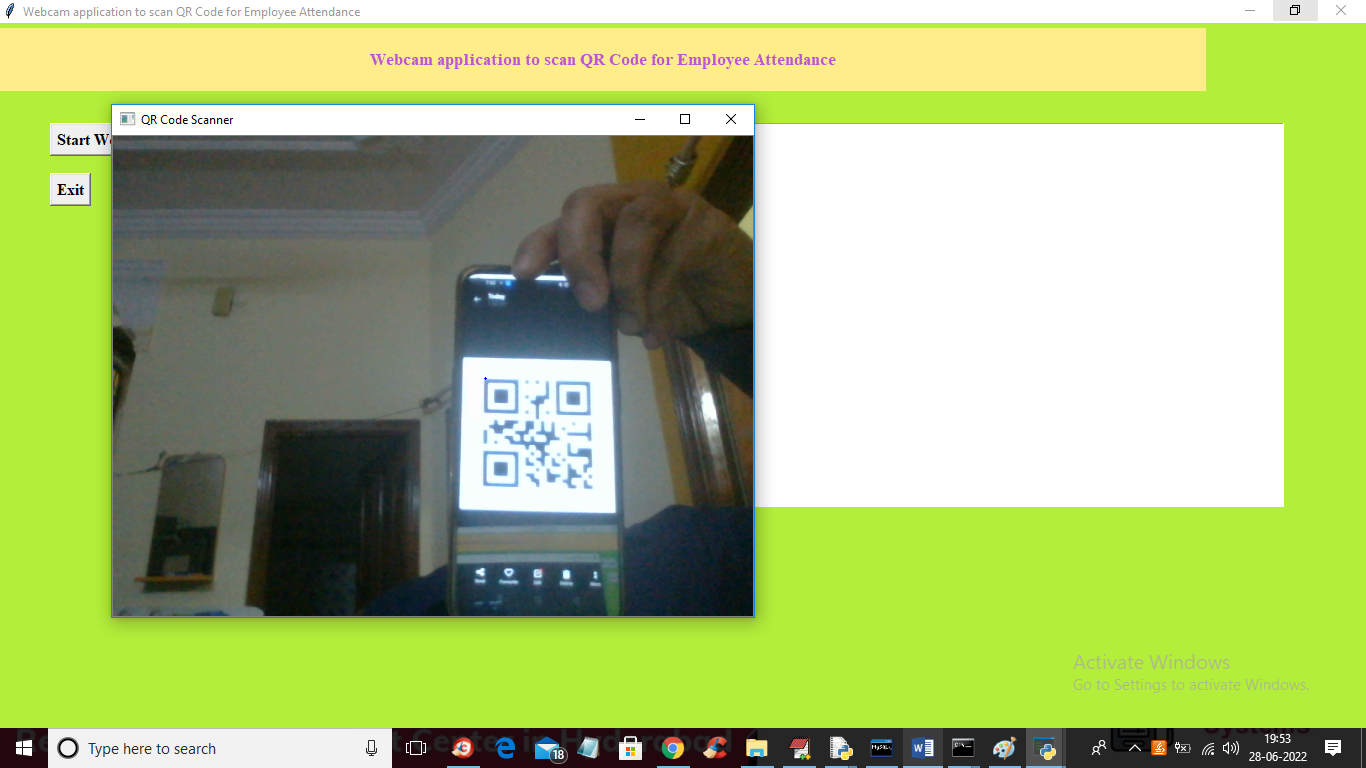 Webcam application to scan QR Code for Employee Attendance
Webcam application to scan QR Code for Employee Attendance
QR Code Scanner
Start We
Exit
Today
Activate Windows
Go to Settings to activate Windows.
Type here to search
18
19:53
28-06-2022